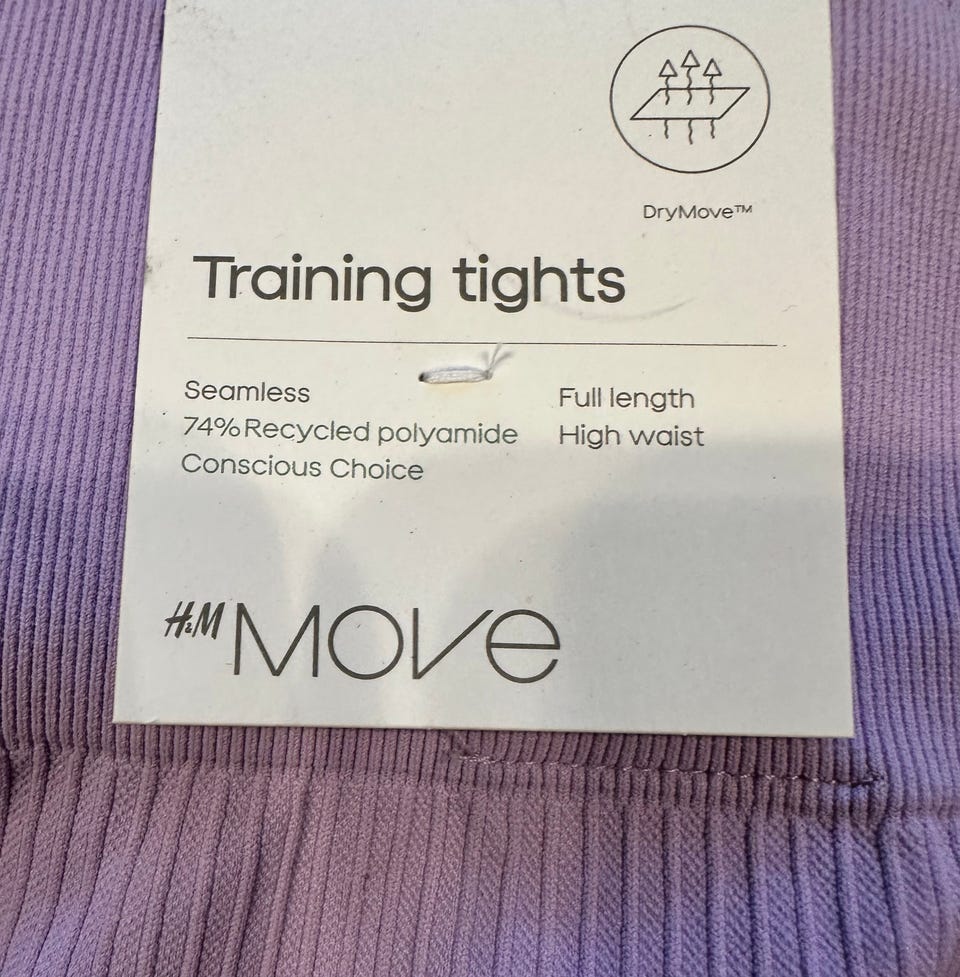 DryMove™
Training tights
Seamless
74% Recycled polyamide
Conscious Choice
Full length
High waist
H&M MOVE